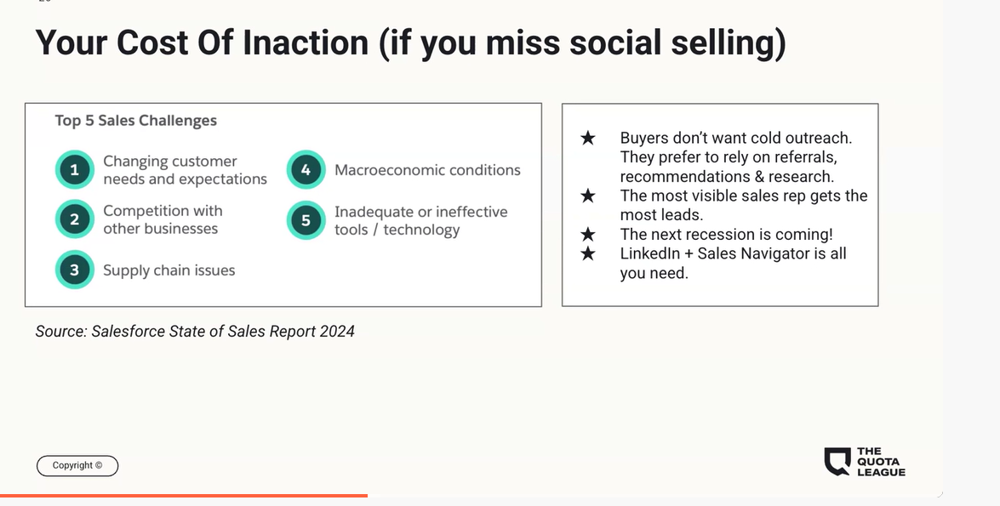 Your Cost Of Inaction (if you miss social selling)
Top 5 Sales Challenges
1
Changing customer
needs and expectations
2
Competition with
other businesses
3
Supply chain issues
4
Macroeconomic conditions
5
Inadequate or ineffective
tools / technology
★ Buyers don’t want cold outreach.
They prefer to rely on referrals,
recommendations & research.
★ The most visible sales rep gets the
most leads.
★ The next recession is coming!
★ LinkedIn + Sales Navigator is all
you need.
Source: Salesforce State of Sales Report 2024
Copyright ©
THE
QUOTA
LEAGUE